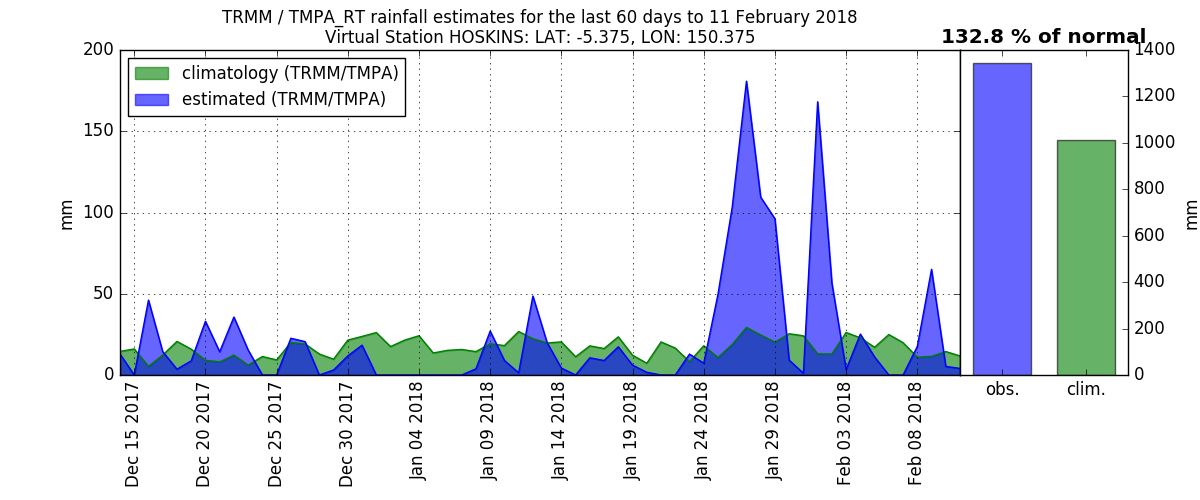 TRMM / TMPA_RT rainfall estimates for the last 60 days to 11 February 2018
Virtual Station HOSKINS: LAT: -5.375, LON: 150.375
132.8 % of normal
climatology (TRMM/TMPA)
estimated (TRMM/TMPA)
200
150
100
50
0
mm
Dec 15 2017
Dec 20 2017
Dec 25 2017
Dec 30 2017
Jan 04 2018
Jan 09 2018
Jan 14 2018
Jan 19 2018
Jan 24 2018
Jan 29 2018
Feb 03 2018
Feb 08 2018
obs.
clim.
1400
1200
1000
800
600
400
200
0
mm